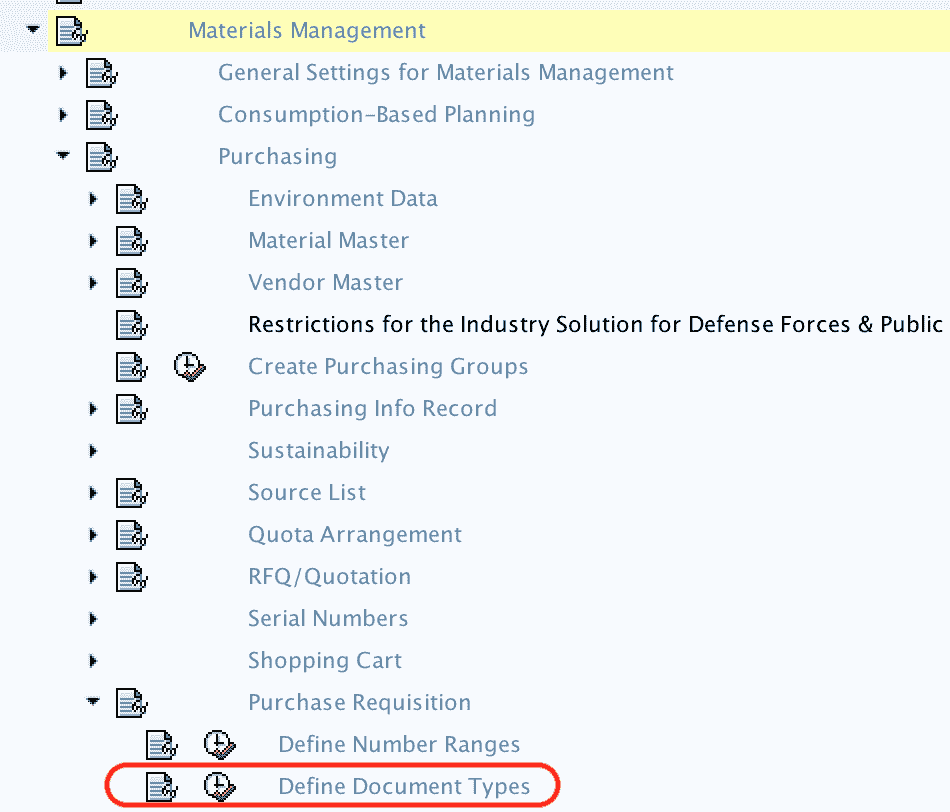 Materials Management
General Settings for Materials Management
Consumption-Based Planning
Purchasing
Environment Data
Material Master
Vendor Master
Restrictions for the Industry Solution for Defense Forces & Public
Create Purchasing Groups
Purchasing Info Record
Sustainability
Source List
Quota Arrangement
RFQ/Quotation
Serial Numbers
Shopping Cart
Purchase Requisition
Define Number Ranges
Define Document Types